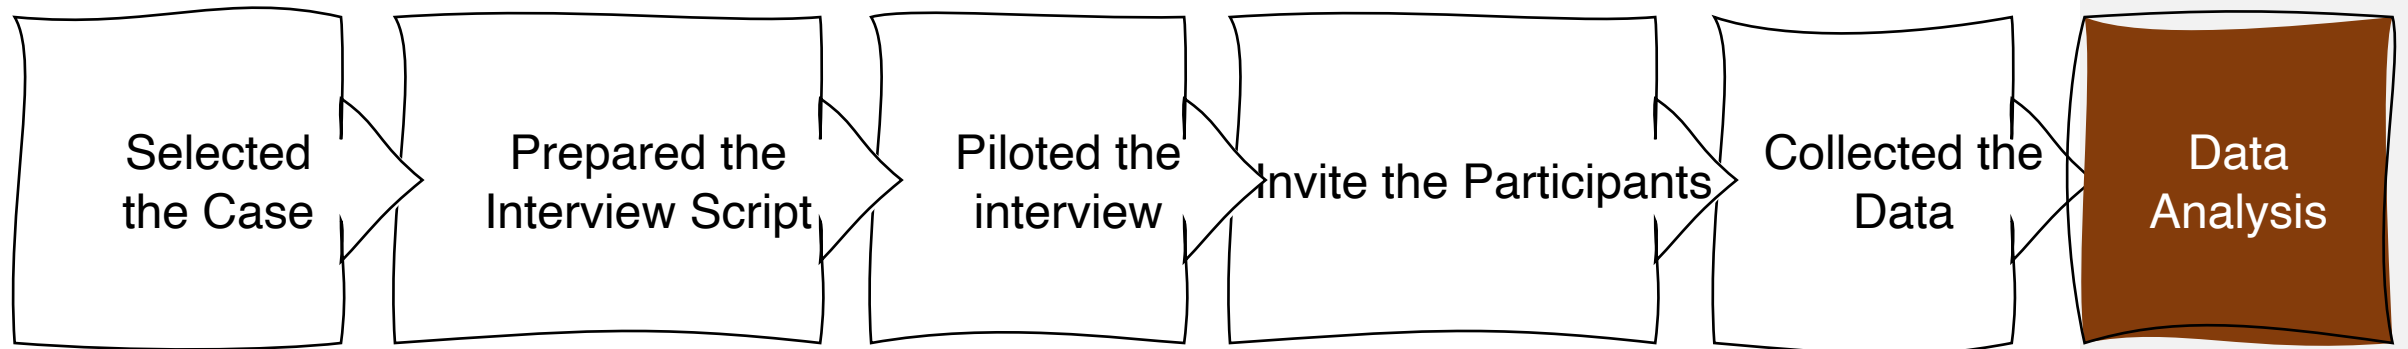 Selected
the Case
Prepared the
Interview Script
Piloted the
interview
Invite the Participants
Collected the
Data
Data
Analysis